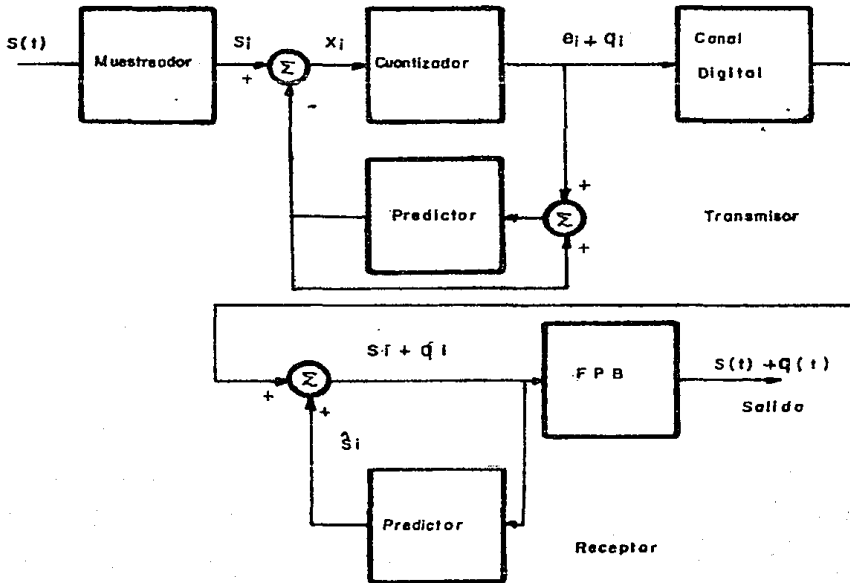 S(t)
Muestreador
Si
+
Σ
-
Xi
Cuantizador
ei + qi
Canal
Digital
Predictor
+
Σ
+
Transmisor
+
Σ
+
Si + qi
FPB
S(t) + q(t)
Salida
ŝi
Predictor
Receptor